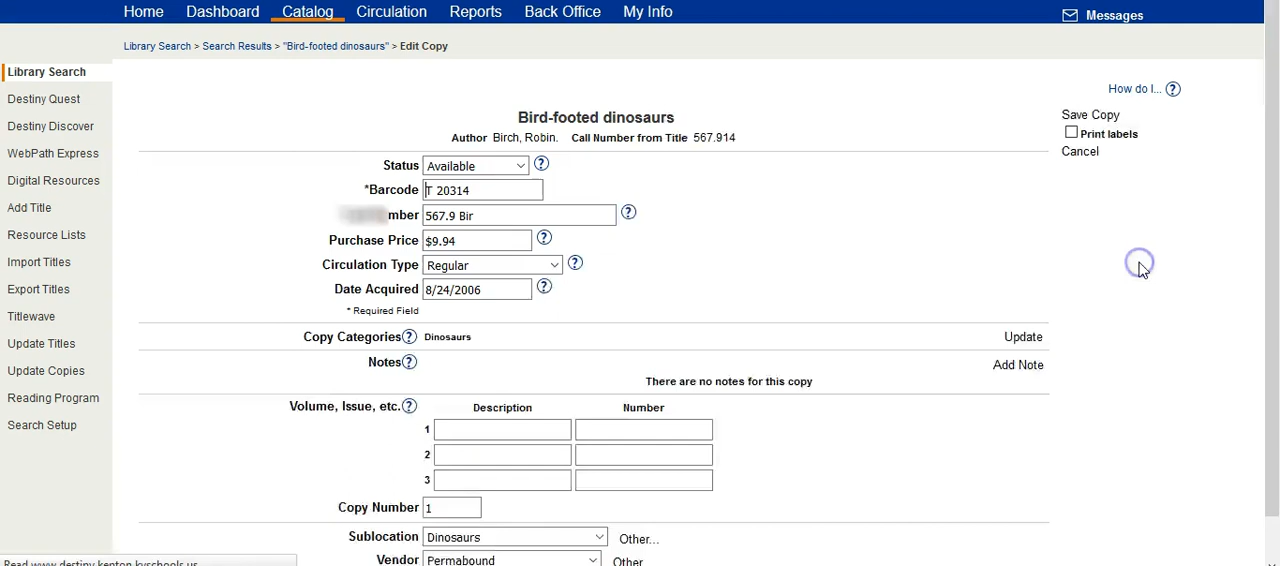 Home Dashboard Catalog Circulation Reports Back Office My Info Messages
Library Search > Search Results > "Bird-footed dinosaurs" > Edit Copy
Library Search
Destiny Quest
Destiny Discover
WebPath Express
Digital Resources
Add Title
Resource Lists
Import Titles
Export Titles
Titlewave
Update Titles
Update Copies
Reading Program
Search Setup
How do I... ?
Save Copy
Print labels
Cancel
Bird-footed dinosaurs
Author Birch, Robin. Call Number from Title 567.914
Status Available ?
*Barcode T 20314
mber 567.9 Bir ?
Purchase Price $9.94 ?
Circulation Type Regular ?
Date Acquired 8/24/2006 ?
* Required Field
Copy Categories ? Dinosaurs Update
Notes ? Add Note
There are no notes for this copy
Volume, Issue, etc. ? Description Number
1
2
3
Copy Number 1
Sublocation Dinosaurs Other...
Vendor Permabound Other
Read www.destiny.kenton.kyschools.us